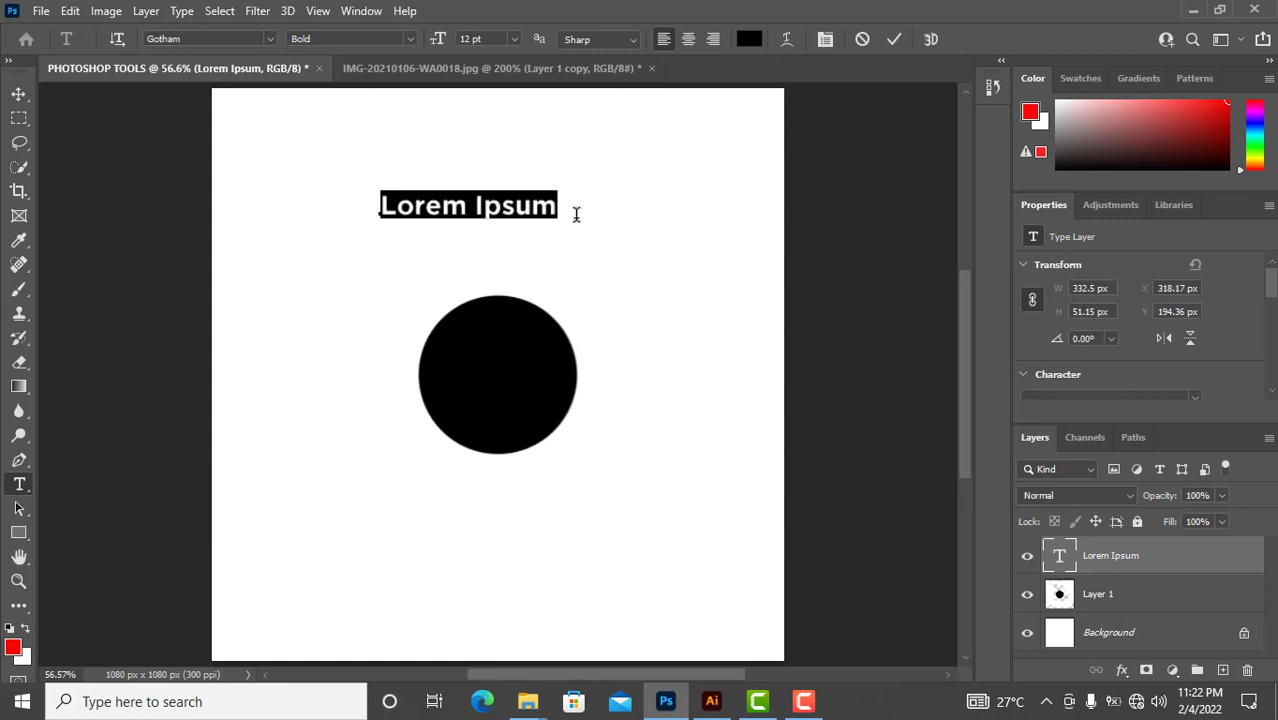 Ps File Edit Image Layer Type Select Filter 3D View Window Help
T Gotham Bold 12 pt Sharp 3D
PHOTOSHOP TOOLS @ 56.6% (Lorem Ipsum, RGB/8) * × IMG-20210106-WA0018.jpg @ 200% (Layer 1 copy, RGB/8#) * ×
Color Swatches Gradients Patterns
Lorem Ipsum
Properties Adjustments Libraries
T Type Layer
Transform
W 332.5 px X 318.17 px
H 51.15 px Y 194.36 px
0.00°
Character
Layers Channels Paths
Kind
Normal Opacity: 100%
Lock: Fill: 100%
T Lorem Ipsum
Layer 1
Background
56.57% 1080 px x 1080 px (300 ppi)
Type here to search
Ps Ai
27°C
11:22 PM
2/4/2022